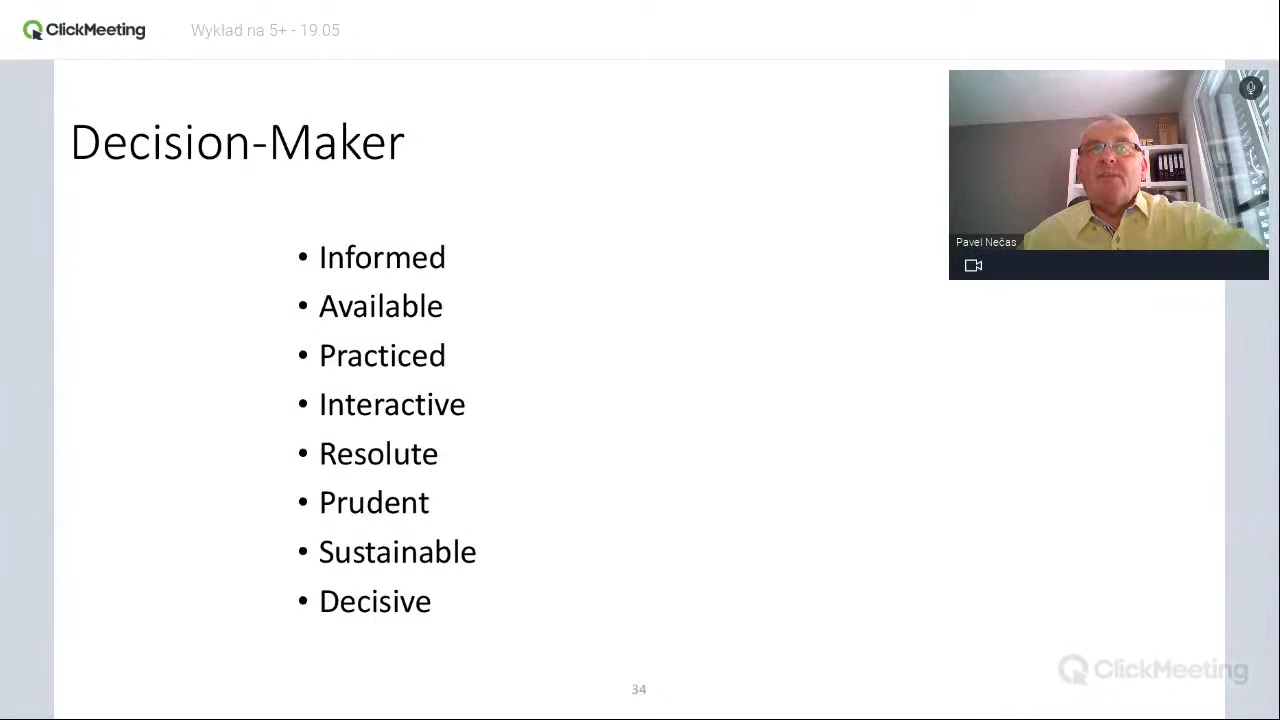 ClickMeeting Wykład na 5+ - 19.05
Decision-Maker
• Informed
• Available
• Practiced
• Interactive
• Resolute
• Prudent
• Sustainable
• Decisive
Pavel Nečas
34
ClickMeeting